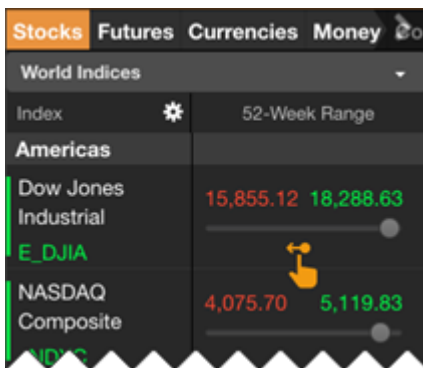 Stocks Futures Currencies Money
World Indices
Index 52-Week Range
Americas
Dow Jones
Industrial
15,855.12 18,288.63
E_DJIA
NASDAQ
Composite
4,075.70 5,119.83